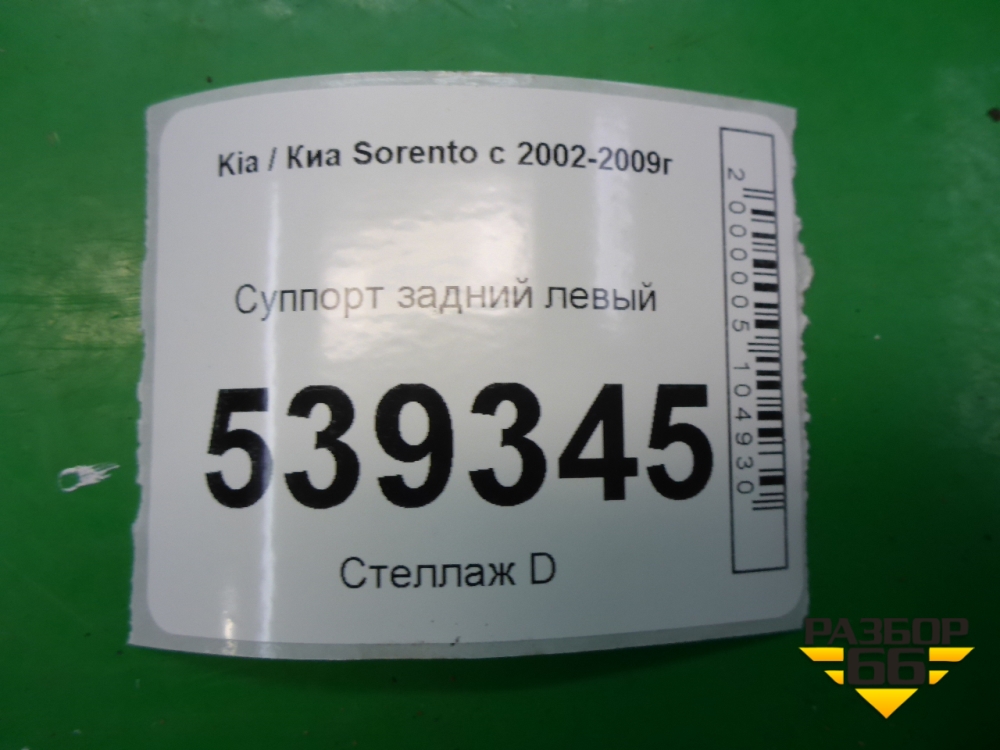 Kia / Киа Sorento с 2002-2009г
Суппорт задний левый
539345
Стеллаж D
2000005104930
РАЗБОР
66